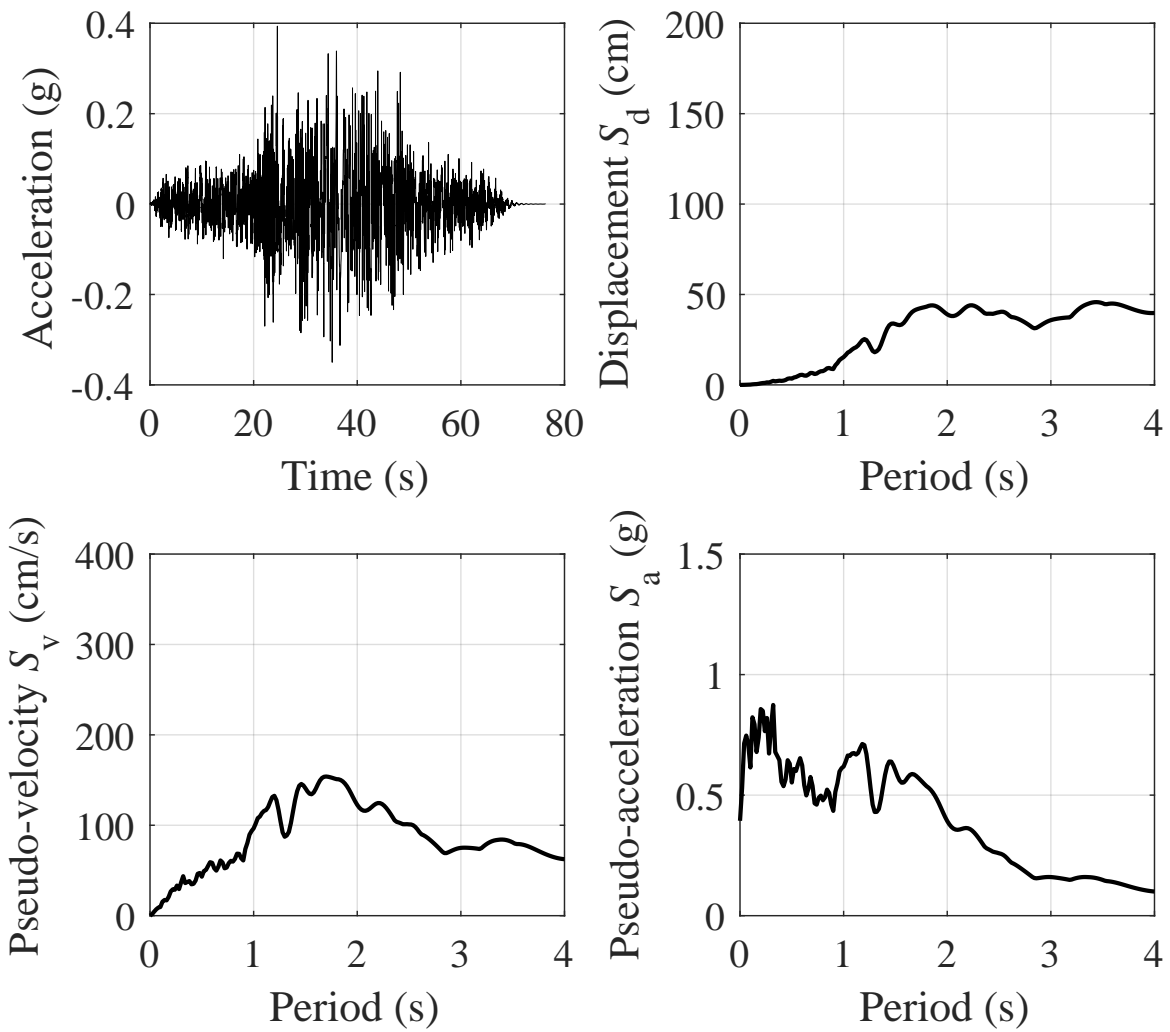 Acceleration (g)
0.4
0.2
0
-0.2
-0.4
0 20 40 60 80
Time (s)
Displacement Sd (cm)
200
150
100
50
0
0 1 2 3 4
Period (s)
Pseudo-velocity Sv (cm/s)
400
300
200
100
0
0 1 2 3 4
Period (s)
Pseudo-acceleration Sa (g)
1.5
1
0.5
0
0 1 2 3 4
Period (s)